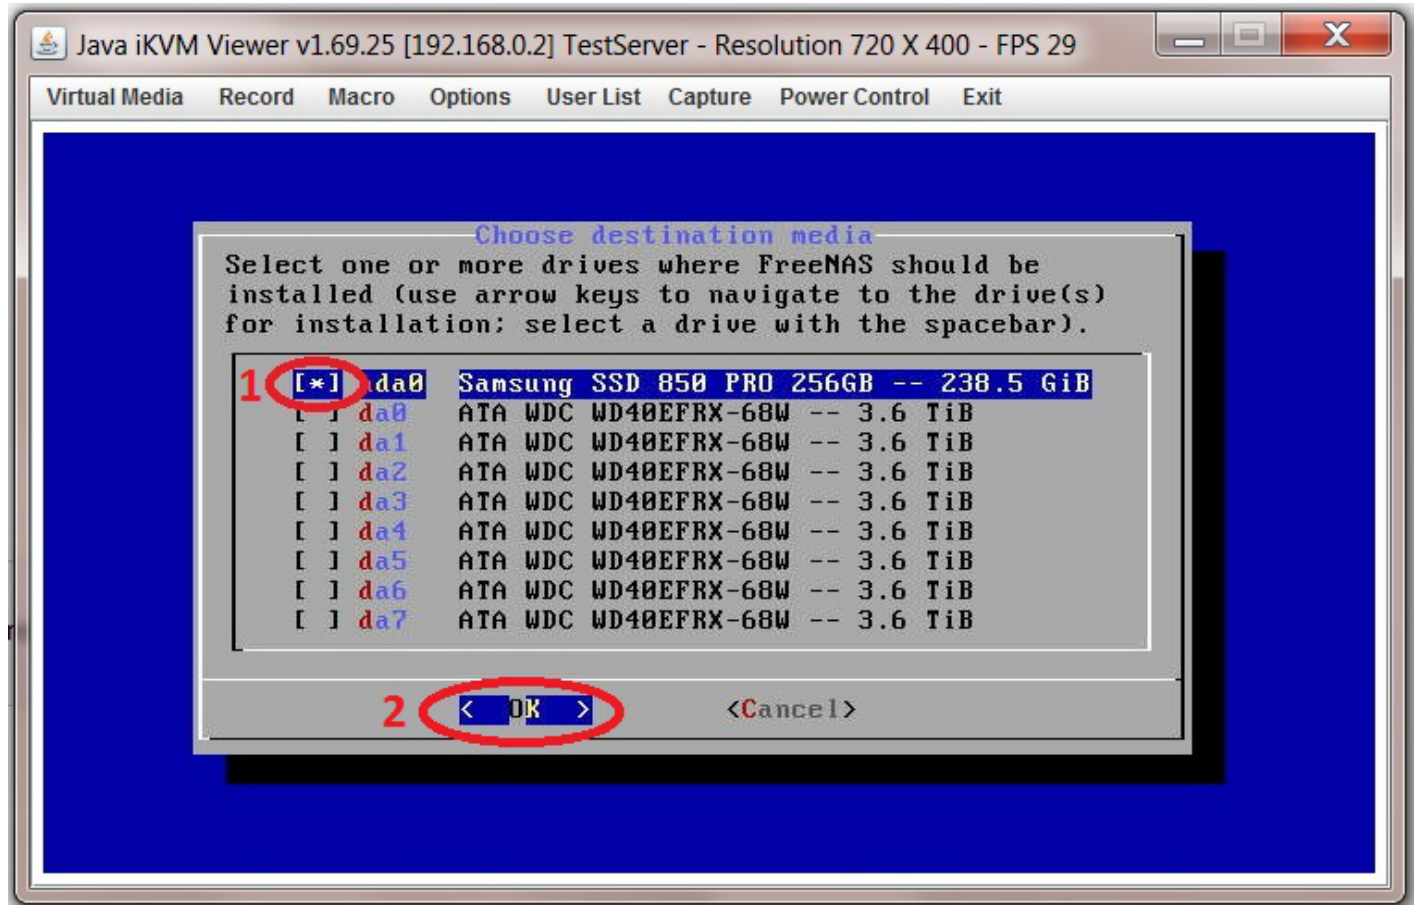 Java iKVM Viewer v1.69.25 [192.168.0.2] TestServer - Resolution 720 X 400 - FPS 29
Virtual Media Record Macro Options User List Capture Power Control Exit
Choose destination media
Select one or more drives where FreeNAS should be
installed (use arrow keys to navigate to the drive(s)
for installation; select a drive with the spacebar).
1 [*] ada0 Samsung SSD 850 PRO 256GB -- 238.5 GiB
[ ] da0 ATA WDC WD40EFRX-68W -- 3.6 TiB
[ ] da1 ATA WDC WD40EFRX-68W -- 3.6 TiB
[ ] da2 ATA WDC WD40EFRX-68W -- 3.6 TiB
[ ] da3 ATA WDC WD40EFRX-68W -- 3.6 TiB
[ ] da4 ATA WDC WD40EFRX-68W -- 3.6 TiB
[ ] da5 ATA WDC WD40EFRX-68W -- 3.6 TiB
[ ] da6 ATA WDC WD40EFRX-68W -- 3.6 TiB
[ ] da7 ATA WDC WD40EFRX-68W -- 3.6 TiB
2 < OK > <Cancel>